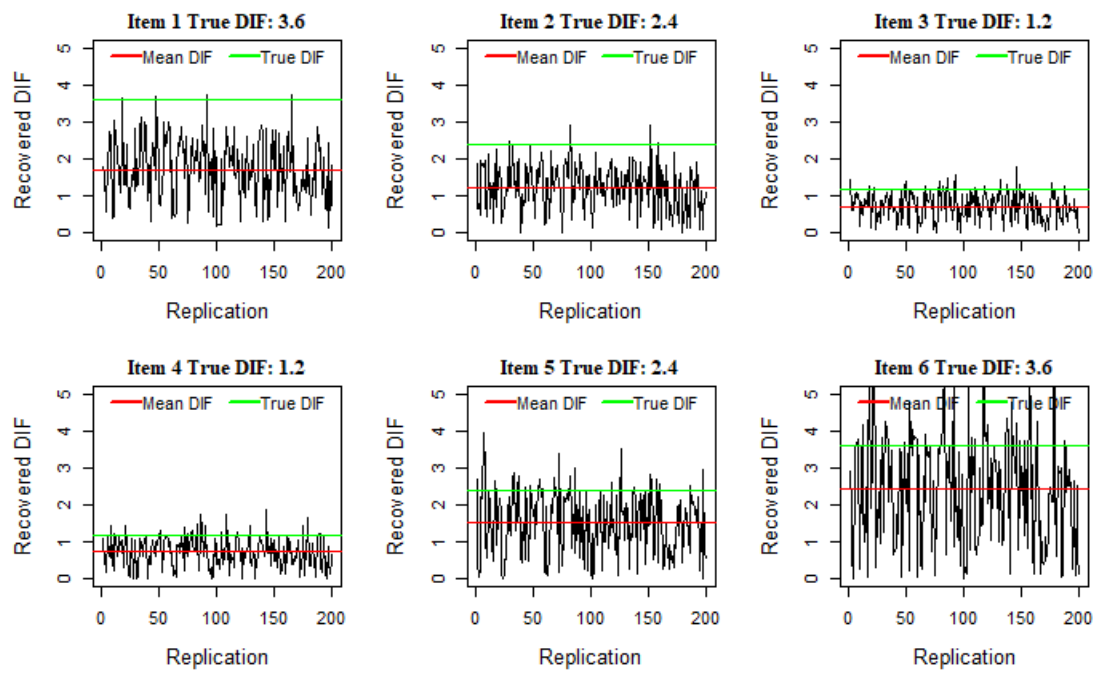 Item 1 True DIF: 3.6
Mean DIF True DIF
Recovered DIF
5
4
3
2
1
0
0 50 100 150 200
Replication
Item 2 True DIF: 2.4
Mean DIF True DIF
Recovered DIF
5
4
3
2
1
0
0 50 100 150 200
Replication
Item 3 True DIF: 1.2
Mean DIF True DIF
Recovered DIF
5
4
3
2
1
0
0 50 100 150 200
Replication
Item 4 True DIF: 1.2
Mean DIF True DIF
Recovered DIF
5
4
3
2
1
0
0 50 100 150 200
Replication
Item 5 True DIF: 2.4
Mean DIF True DIF
Recovered DIF
5
4
3
2
1
0
0 50 100 150 200
Replication
Item 6 True DIF: 3.6
Mean DIF True DIF
Recovered DIF
5
4
3
2
1
0
0 50 100 150 200
Replication